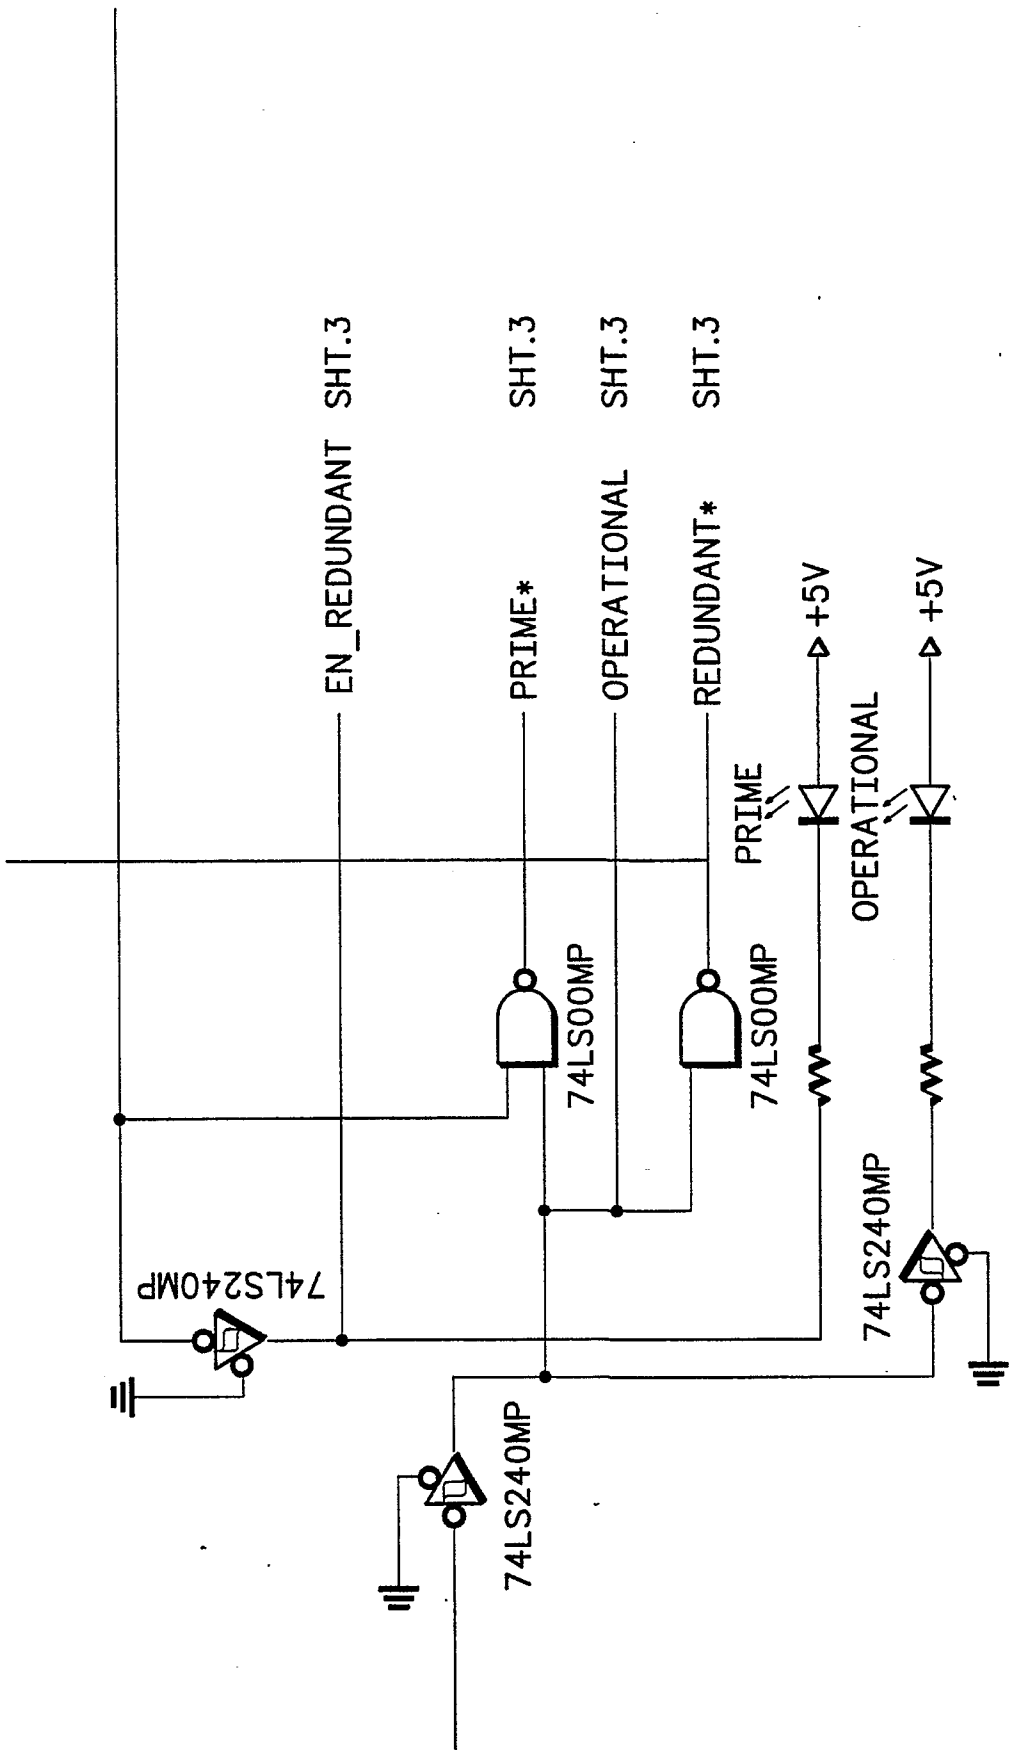 74LS240MP
EN_REDUNDANT SHT.3
74LS240MP
PRIME* SHT.3
74LS00MP
OPERATIONAL SHT.3
REDUNDANT* SHT.3
74LS00MP
PRIME
+5V
OPERATIONAL
74LS240MP
+5V